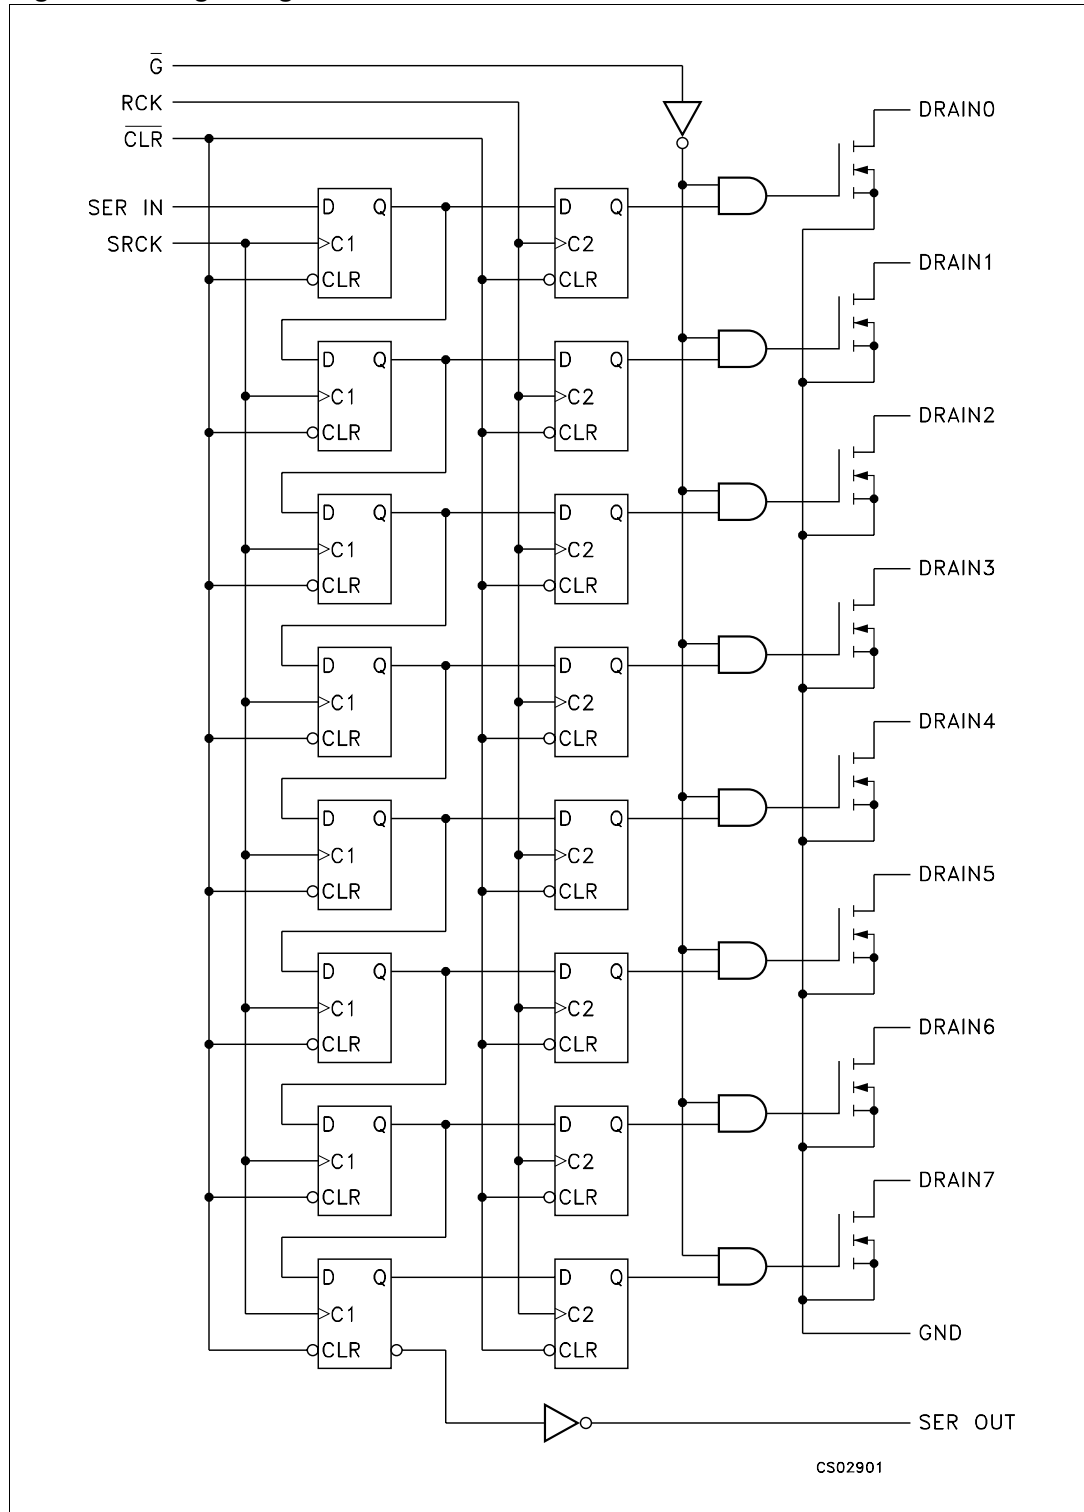 G̅
RCK
C̅L̅R̅
DRAIN0
SER IN
SRCK
D Q D Q
C1 C2
CLR CLR
DRAIN1
D Q D Q
C1 C2
CLR CLR
DRAIN2
D Q D Q
C1 C2
CLR CLR
DRAIN3
D Q D Q
C1 C2
CLR CLR
DRAIN4
D Q D Q
C1 C2
CLR CLR
DRAIN5
D Q D Q
C1 C2
CLR CLR
DRAIN6
D Q D Q
C1 C2
CLR CLR
DRAIN7
D Q D Q
C1 C2
CLR CLR
GND
SER OUT
CS02901